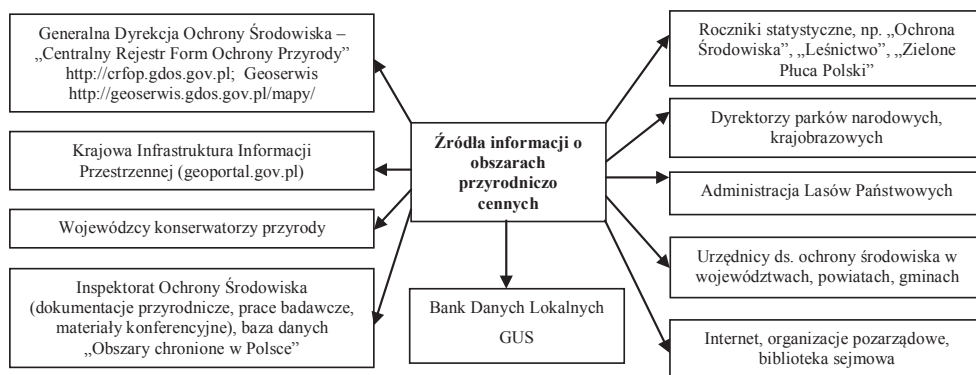 Generalna Dyrekcja Ochrony Środowiska –
„Centralny Rejestr Form Ochrony Przyrody”
http://crfop.gdos.gov.pl; Geoserwis
http://geoserwis.gdos.gov.pl/mapy/
Krajowa Infrastruktura Informacji
Przestrzennej (geoportal.gov.pl)
Wojewódzcy konserwatorzy przyrody
Inspektorat Ochrony Środowiska
(dokumentacje przyrodnicze, prace badawcze,
materiały konferencyjne), baza danych
„Obszary chronione w Polsce”
Źródła informacji o
obszarach
przyrodniczo
cennych
Bank Danych Lokalnych
GUS
Roczniki statystyczne, np. „Ochrona
Środowiska”, „Leśnictwo”, „Zielone
Płuca Polski”
Dyrektorzy parków narodowych,
krajobrazowych
Administracja Lasów Państwowych
Urzędnicy ds. ochrony środowiska w
województwach, powiatach, gminach
Internet, organizacje pozarządowe,
biblioteka sejmowa